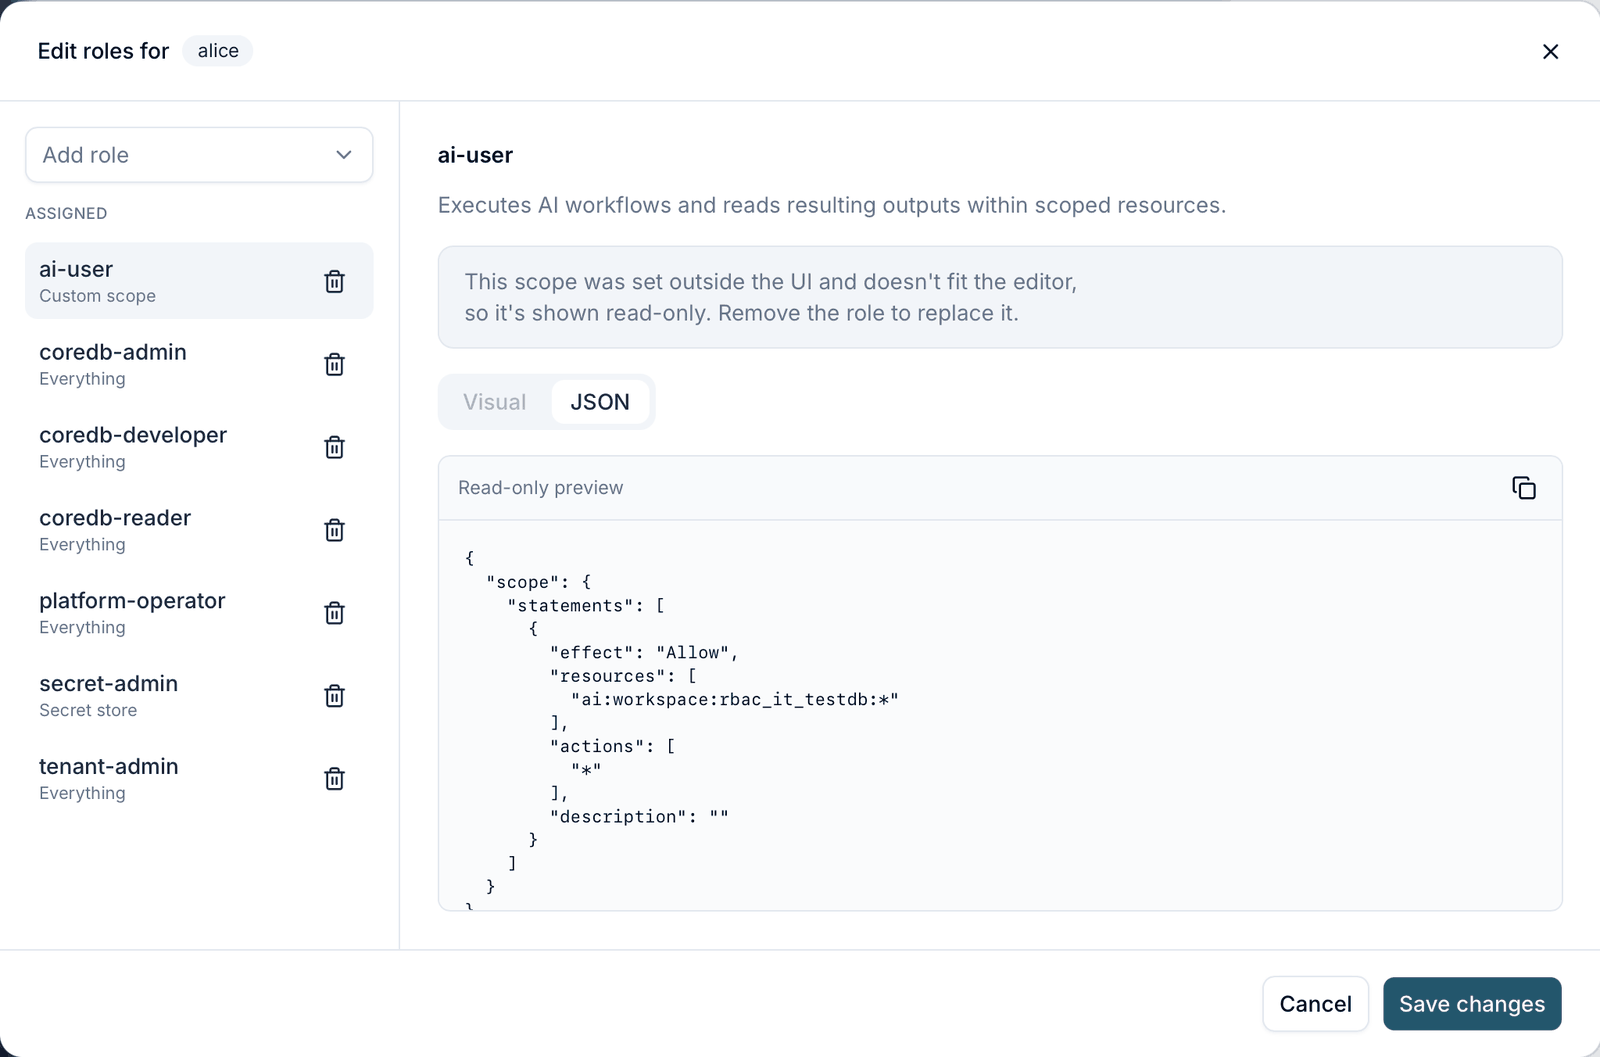 Edit roles for alice
Add role
ASSIGNED
ai-user
Custom scope
coredb-admin
Everything
coredb-developer
Everything
coredb-reader
Everything
platform-operator
Everything
secret-admin
Secret store
tenant-admin
Everything
ai-user
Executes AI workflows and reads resulting outputs within scoped resources.
This scope was set outside the UI and doesn't fit the editor,
so it's shown read-only. Remove the role to replace it.
Visual JSON
Read-only preview
{
  "scope": {
    "statements": [
      {
        "effect": "Allow",
        "resources": [
          "ai:workspace:rbac_it_testdb:*"
        ],
        "actions": [
          "*"
        ],
        "description": ""
      }
    ]
  }
}
Cancel Save changes